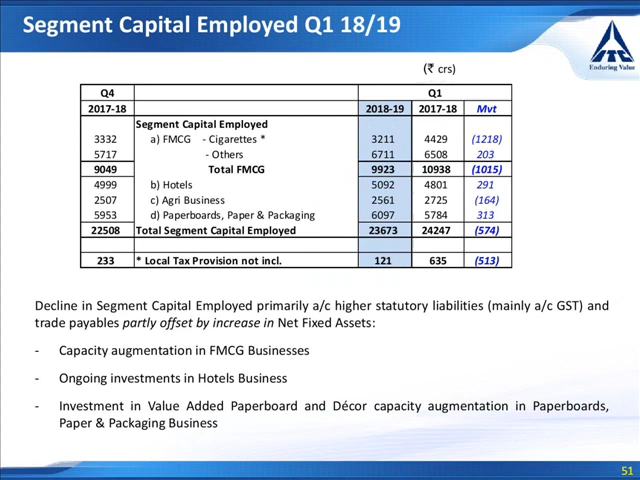 Segment Capital Employed Q1 18/19
ITC
Enduring Value
(₹ crs)
Q4 Q1
2017-18 2018-19 2017-18 Mvt
Segment Capital Employed
3332 a) FMCG - Cigarettes * 3211 4429 (1218)
5717 - Others 6711 6508 203
9049 Total FMCG 9923 10938 (1015)
4999 b) Hotels 5092 4801 291
2507 c) Agri Business 2561 2725 (164)
5953 d) Paperboards, Paper & Packaging 6097 5784 313
22508 Total Segment Capital Employed 23673 24247 (574)
233 * Local Tax Provision not incl. 121 635 (513)
Decline in Segment Capital Employed primarily a/c higher statutory liabilities (mainly a/c GST) and
trade payables partly offset by increase in Net Fixed Assets:
- Capacity augmentation in FMCG Businesses
- Ongoing investments in Hotels Business
- Investment in Value Added Paperboard and Décor capacity augmentation in Paperboards,
Paper & Packaging Business
51